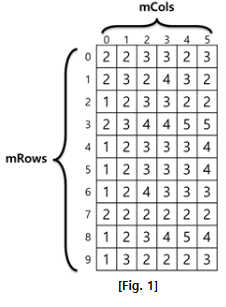 mCols
0 1 2 3 4 5
0 2 2 3 3 2 3
1 2 3 2 4 3 2
2 1 2 3 3 2 2
3 2 3 4 4 5 5
mRows
4 1 2 3 3 3 4
5 1 2 3 3 3 4
6 1 2 4 3 3 3
7 2 2 2 2 2 2
8 1 2 3 4 5 4
9 1 3 2 2 2 3
[Fig. 1]